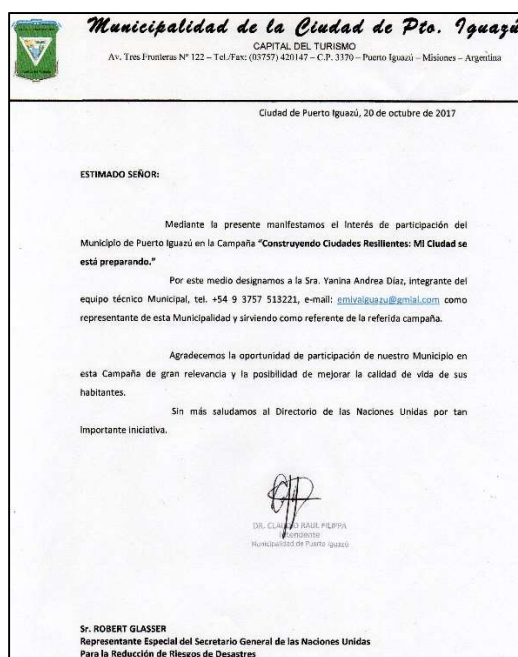 Municipalidad de la Ciudad de Pto. Iguazú
CAPITAL DEL TURISMO
Av. Tres Fronteras Nº 122 – Tel./Fax: (03757) 420147 – C.P. 3370 – Puerto Iguazú – Misiones – Argentina
Ciudad de Puerto Iguazú, 20 de octubre de 2017
ESTIMADO SEÑOR:
Mediante la presente manifestamos el interés de participación del
Municipio de Puerto Iguazú en la Campaña "Construyendo Ciudades Resilientes: Mi Ciudad se
está preparando."
Por este medio designamos a la Sra. Yanina Andrea Díaz, integrante del
equipo técnico Municipal, tel. +54 9 3757 513221, e-mail: emivaiguazu@gmial.com como
representante de esta Municipalidad y sirviendo como referente de la referida campaña.
Agradecemos la oportunidad de participación de nuestro Municipio en
esta Campaña de gran relevancia y la posibilidad de mejorar la calidad de vida de sus
habitantes.
Sin más saludamos al Directorio de las Naciones Unidas por tan
importante iniciativa.
DR. CLAUDIO RAUL FILIPPA
Intendente
Municipalidad de Puerto Iguazú
Sr. ROBERT GLASSER
Representante Especial del Secretario General de las Naciones Unidas
Para la Reducción de Riesgos de Desastres